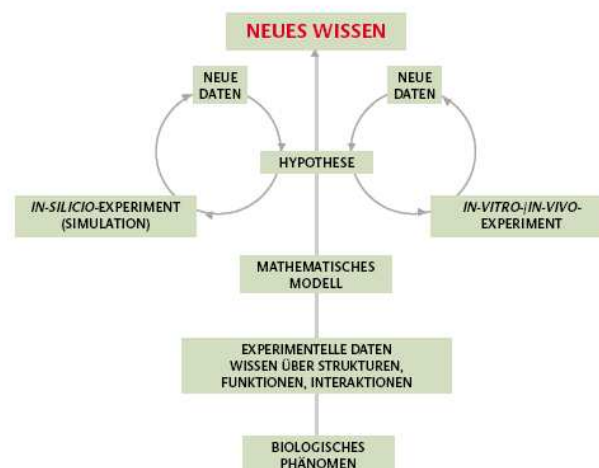 NEUES WISSEN
NEUE
DATEN
NEUE
DATEN
HYPOTHESE
IN-SILICIO-EXPERIMENT
(SIMULATION)
IN-VITRO-/IN-VIVO-
EXPERIMENT
MATHEMATISCHES
MODELL
EXPERIMENTELLE DATEN
WISSEN ÜBER STRUKTUREN,
FUNKTIONEN, INTERAKTIONEN
BIOLOGISCHES
PHÄNOMEN